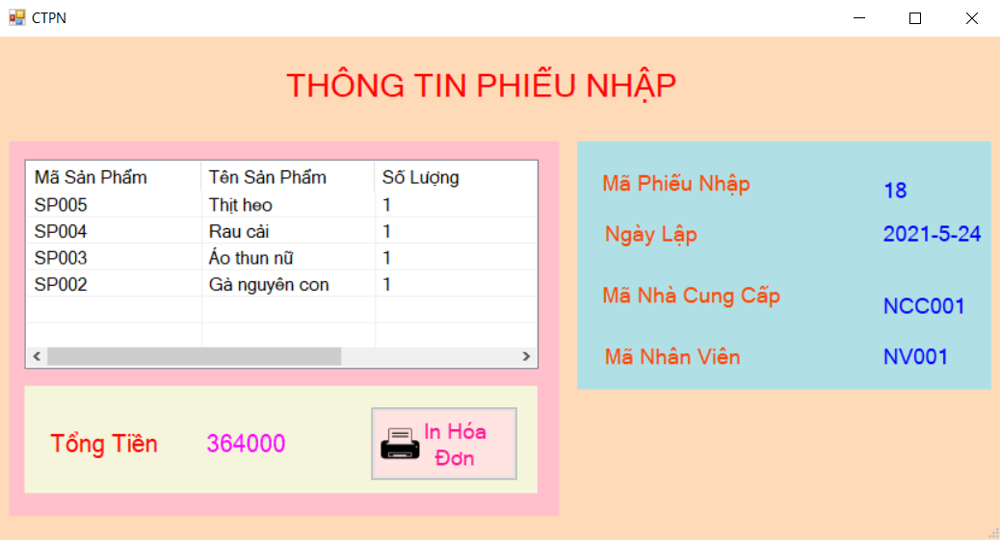 CTPN
THÔNG TIN PHIẾU NHẬP
Mã Sản Phẩm Tên Sản Phẩm Số Lượng
SP005 Thịt heo 1
SP004 Rau cải 1
SP003 Áo thun nữ 1
SP002 Gà nguyên con 1
Tổng Tiền 364000
In Hóa
Đơn
Mã Phiếu Nhập 18
Ngày Lập 2021-5-24
Mã Nhà Cung Cấp NCC001
Mã Nhân Viên NV001